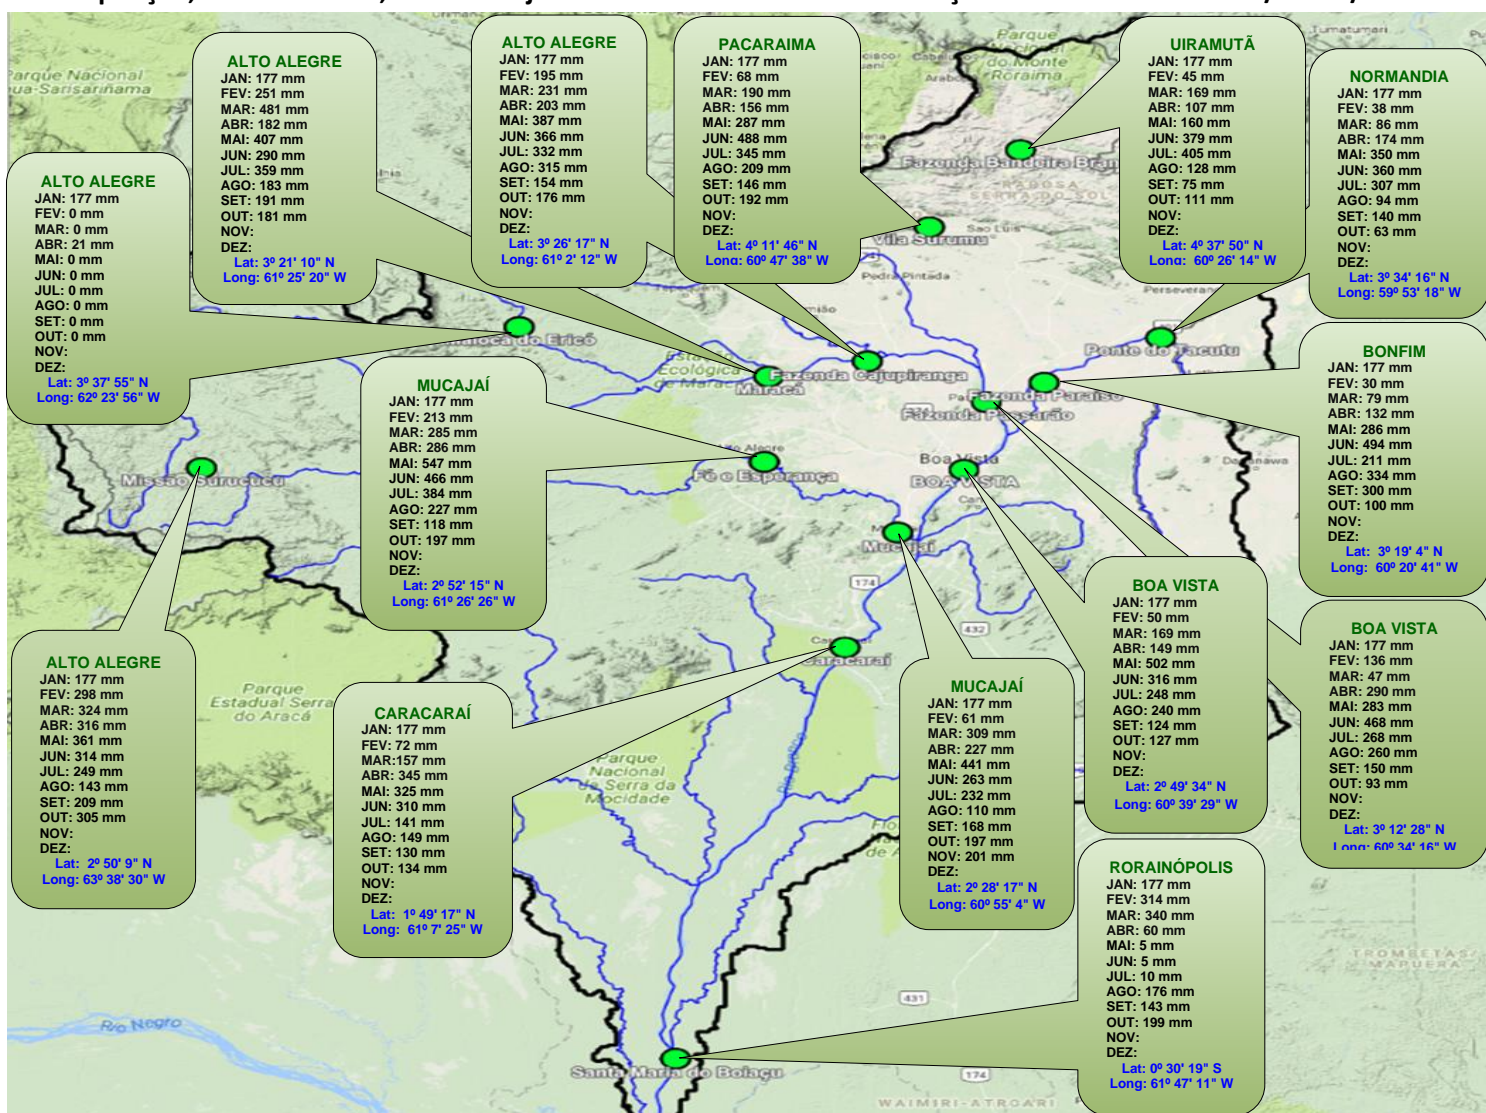 ALTO ALEGRE
JAN: 177 mm
FEV: 0 mm
MAR: 0 mm
ABR: 21 mm
MAI: 0 mm
JUN: 0 mm
JUL: 0 mm
AGO: 0 mm
SET: 0 mm
OUT: 0 mm
NOV:
DEZ:
Lat: 3º 37' 55" N
Long: 62º 23' 56" W
ALTO ALEGRE
JAN: 177 mm
FEV: 251 mm
MAR: 481 mm
ABR: 182 mm
MAI: 407 mm
JUN: 290 mm
JUL: 359 mm
AGO: 183 mm
SET: 191 mm
OUT: 181 mm
NOV:
DEZ:
Lat: 3º 21' 10" N
Long: 61º 25' 20" W
ALTO ALEGRE
JAN: 177 mm
FEV: 195 mm
MAR: 231 mm
ABR: 203 mm
MAI: 387 mm
JUN: 366 mm
JUL: 332 mm
AGO: 315 mm
SET: 154 mm
OUT: 176 mm
NOV:
DEZ:
Lat: 3º 26' 17" N
Long: 61º 2' 12" W
PACARAIMA
JAN: 177 mm
FEV: 68 mm
MAR: 190 mm
ABR: 156 mm
MAI: 287 mm
JUN: 488 mm
JUL: 345 mm
AGO: 209 mm
SET: 146 mm
OUT: 192 mm
NOV:
DEZ:
Lat: 4º 11' 46" N
Long: 60º 47' 38" W
UIRAMUTÃ
JAN: 177 mm
FEV: 45 mm
MAR: 169 mm
ABR: 107 mm
MAI: 160 mm
JUN: 379 mm
JUL: 405 mm
AGO: 128 mm
SET: 75 mm
OUT: 111 mm
NOV:
DEZ:
Lat: 4º 37' 50" N
Long: 60º 26' 14" W
NORMANDIA
JAN: 177 mm
FEV: 38 mm
MAR: 86 mm
ABR: 174 mm
MAI: 350 mm
JUN: 360 mm
JUL: 307 mm
AGO: 94 mm
SET: 140 mm
OUT: 63 mm
NOV:
DEZ:
Lat: 3º 34' 16" N
Long: 59º 53' 18" W
BONFIM
JAN: 177 mm
FEV: 30 mm
MAR: 79 mm
ABR: 132 mm
MAI: 286 mm
JUN: 494 mm
JUL: 211 mm
AGO: 334 mm
SET: 300 mm
OUT: 100 mm
NOV:
DEZ:
Lat: 3º 19' 4" N
Long: 60º 20' 41" W
MUCAJAÍ
JAN: 177 mm
FEV: 213 mm
MAR: 285 mm
ABR: 286 mm
MAI: 547 mm
JUN: 466 mm
JUL: 384 mm
AGO: 227 mm
SET: 118 mm
OUT: 197 mm
NOV:
DEZ:
Lat: 2º 52' 15" N
Long: 61º 26' 26" W
BOA VISTA
JAN: 177 mm
FEV: 50 mm
MAR: 169 mm
ABR: 149 mm
MAI: 502 mm
JUN: 316 mm
JUL: 248 mm
AGO: 240 mm
SET: 124 mm
OUT: 127 mm
NOV:
DEZ:
Lat: 2º 49' 34" N
Long: 60º 39' 29" W
BOA VISTA
JAN: 177 mm
FEV: 136 mm
MAR: 47 mm
ABR: 290 mm
MAI: 283 mm
JUN: 468 mm
JUL: 268 mm
AGO: 260 mm
SET: 150 mm
OUT: 93 mm
NOV:
DEZ:
Lat: 3º 12' 28" N
Long: 60º 34' 16" W
ALTO ALEGRE
JAN: 177 mm
FEV: 298 mm
MAR: 324 mm
ABR: 316 mm
MAI: 361 mm
JUN: 314 mm
JUL: 249 mm
AGO: 143 mm
SET: 209 mm
OUT: 305 mm
NOV:
DEZ:
Lat: 2º 50' 9" N
Long: 63º 38' 30" W
CARACARAÍ
JAN: 177 mm
FEV: 72 mm
MAR:157 mm
ABR: 345 mm
MAI: 325 mm
JUN: 310 mm
JUL: 141 mm
AGO: 149 mm
SET: 130 mm
OUT: 134 mm
NOV:
DEZ:
Lat: 1º 49' 17" N
Long: 61º 7' 25" W
MUCAJAÍ
JAN: 177 mm
FEV: 61 mm
MAR: 309 mm
ABR: 227 mm
MAI: 441 mm
JUN: 263 mm
JUL: 232 mm
AGO: 110 mm
SET: 168 mm
OUT: 197 mm
NOV: 201 mm
DEZ:
Lat: 2º 28' 17" N
Long: 60º 55' 4" W
RORAINÓPOLIS
JAN: 177 mm
FEV: 314 mm
MAR: 340 mm
ABR: 60 mm
MAI: 5 mm
JUN: 5 mm
JUL: 10 mm
AGO: 176 mm
SET: 143 mm
OUT: 199 mm
NOV:
DEZ:
Lat: 0º 30' 19" S
Long: 61º 47' 11" W
Parque Nacional
Parque
do Monte
Roraima
Tumatumari
Vila Surumu
Sao Luis
Pedra Pintada
Ponte do Tacutu
Estação
Ecológica
de Maracá
Maracá
Fazenda Cajupiranga
Fazenda Paraíso
Fazenda Passarão
Missão Surucucu
Fé e Esperança
Boa Vista
BOA VISTA
Mucajaí
174
432
Caracaraí
Parque
Estadual Serra
do Aracá
Parque
Nacional
da Serra da
Mocidade
Rio Branco
Rio Negro
431
174
Santa Maria do Boiaçu
TROMBETAS/
MAPUERA
WAIMIRI-ATROARI